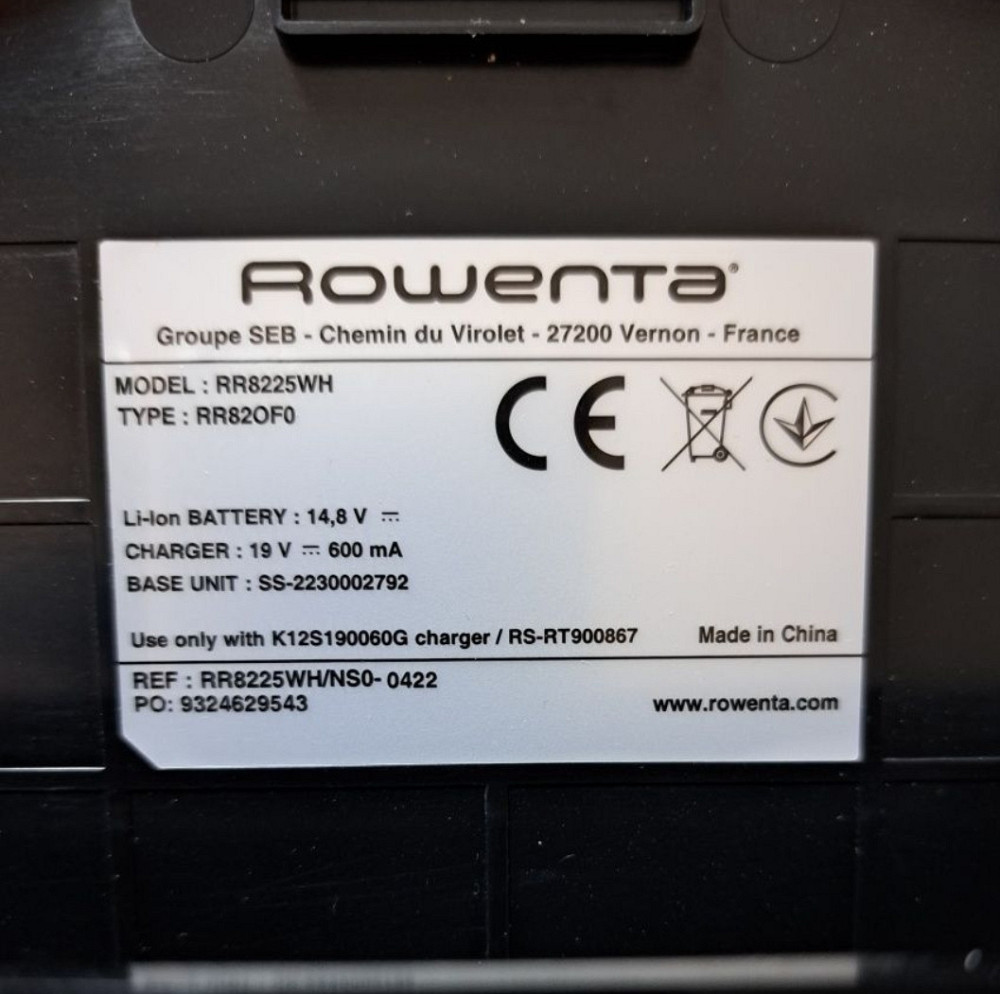 Rowenta®
Groupe SEB - Chemin du Virolet - 27200 Vernon - France
MODEL : RR8225WH
TYPE : RR82OF0
CE
Li-Ion BATTERY : 14,8 V ⎓
CHARGER : 19 V ⎓ 600 mA
BASE UNIT : SS-2230002792
Use only with K12S190060G charger / RS-RT900867 Made in China
REF : RR8225WH/NS0- 0422
PO: 9324629543 www.rowenta.com